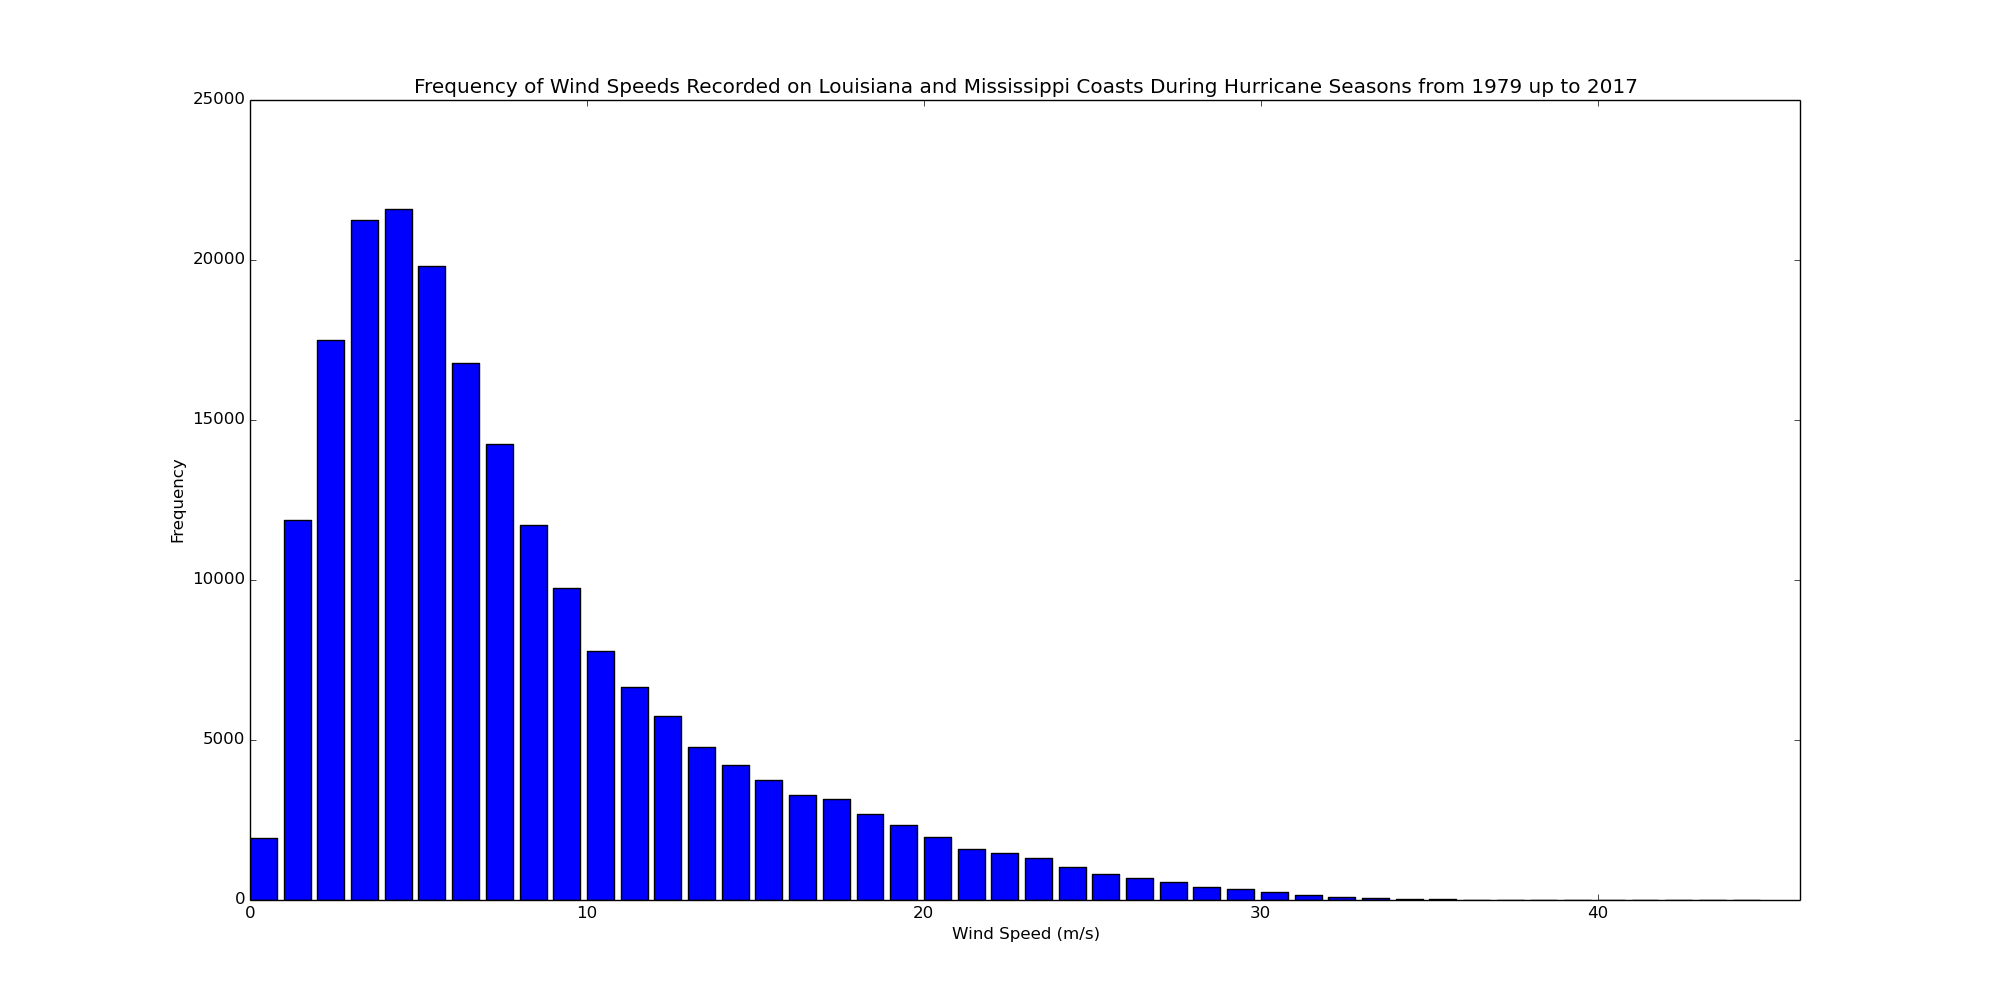 Frequency of Wind Speeds Recorded on Louisiana and Mississippi Coasts During Hurricane Seasons from 1979 up to 2017
25000
20000
15000
10000
5000
0
Frequency
0 10 20 30 40
Wind Speed (m/s)